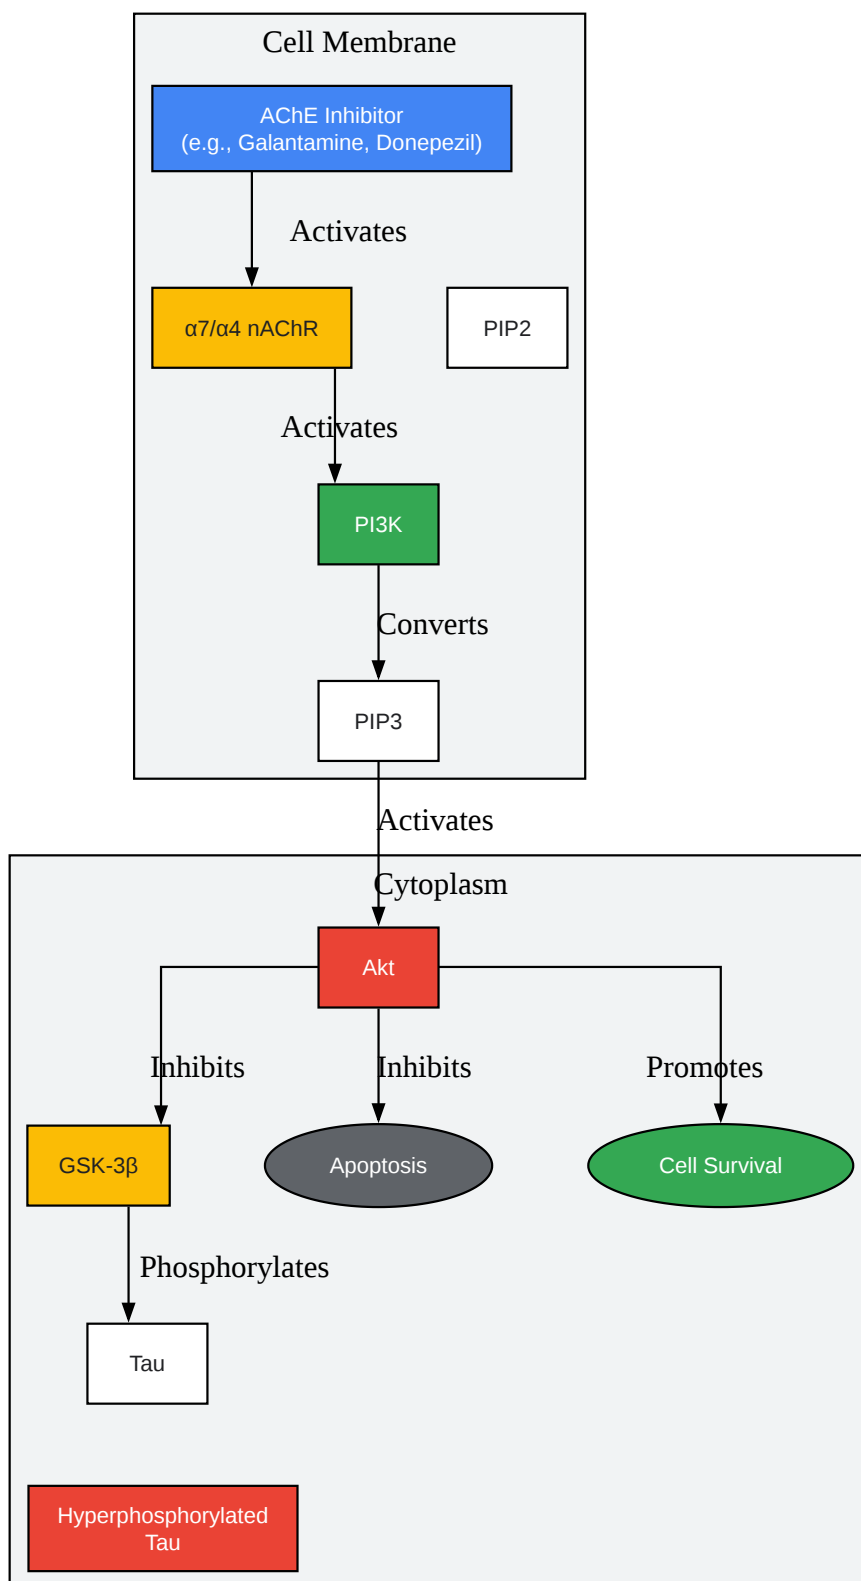 Cell Membrane
AChE Inhibitor
(e.g., Galantamine, Donepezil)
Activates
α7/α4 nAChR
PIP2
Activates
PI3K
Converts
PIP3
Activates
Cytoplasm
Akt
Inhibits
Inhibits
Promotes
GSK-3β
Apoptosis
Cell Survival
Phosphorylates
Tau
Hyperphosphorylated
Tau